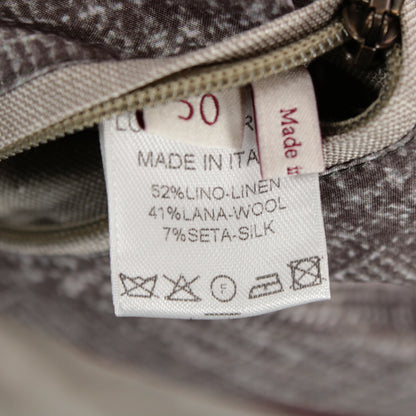 50
Made i
MADE IN ITA
52%LINO-LINEN
41%LANA-WOOL
7%SETA-SILK
F